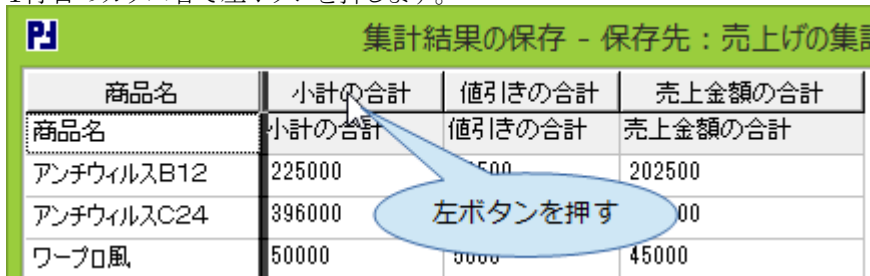 集計結果の保存 - 保存先:売上げの集
商品名 小計の合計 値引きの合計 売上金額の合計
商品名 小計の合計 値引きの合計 売上金額の合計
アンチウィルスB12 225000 202500
アンチウィルスC24 396000
左ボタンを押す
ワープロ風 50000 5000 45000